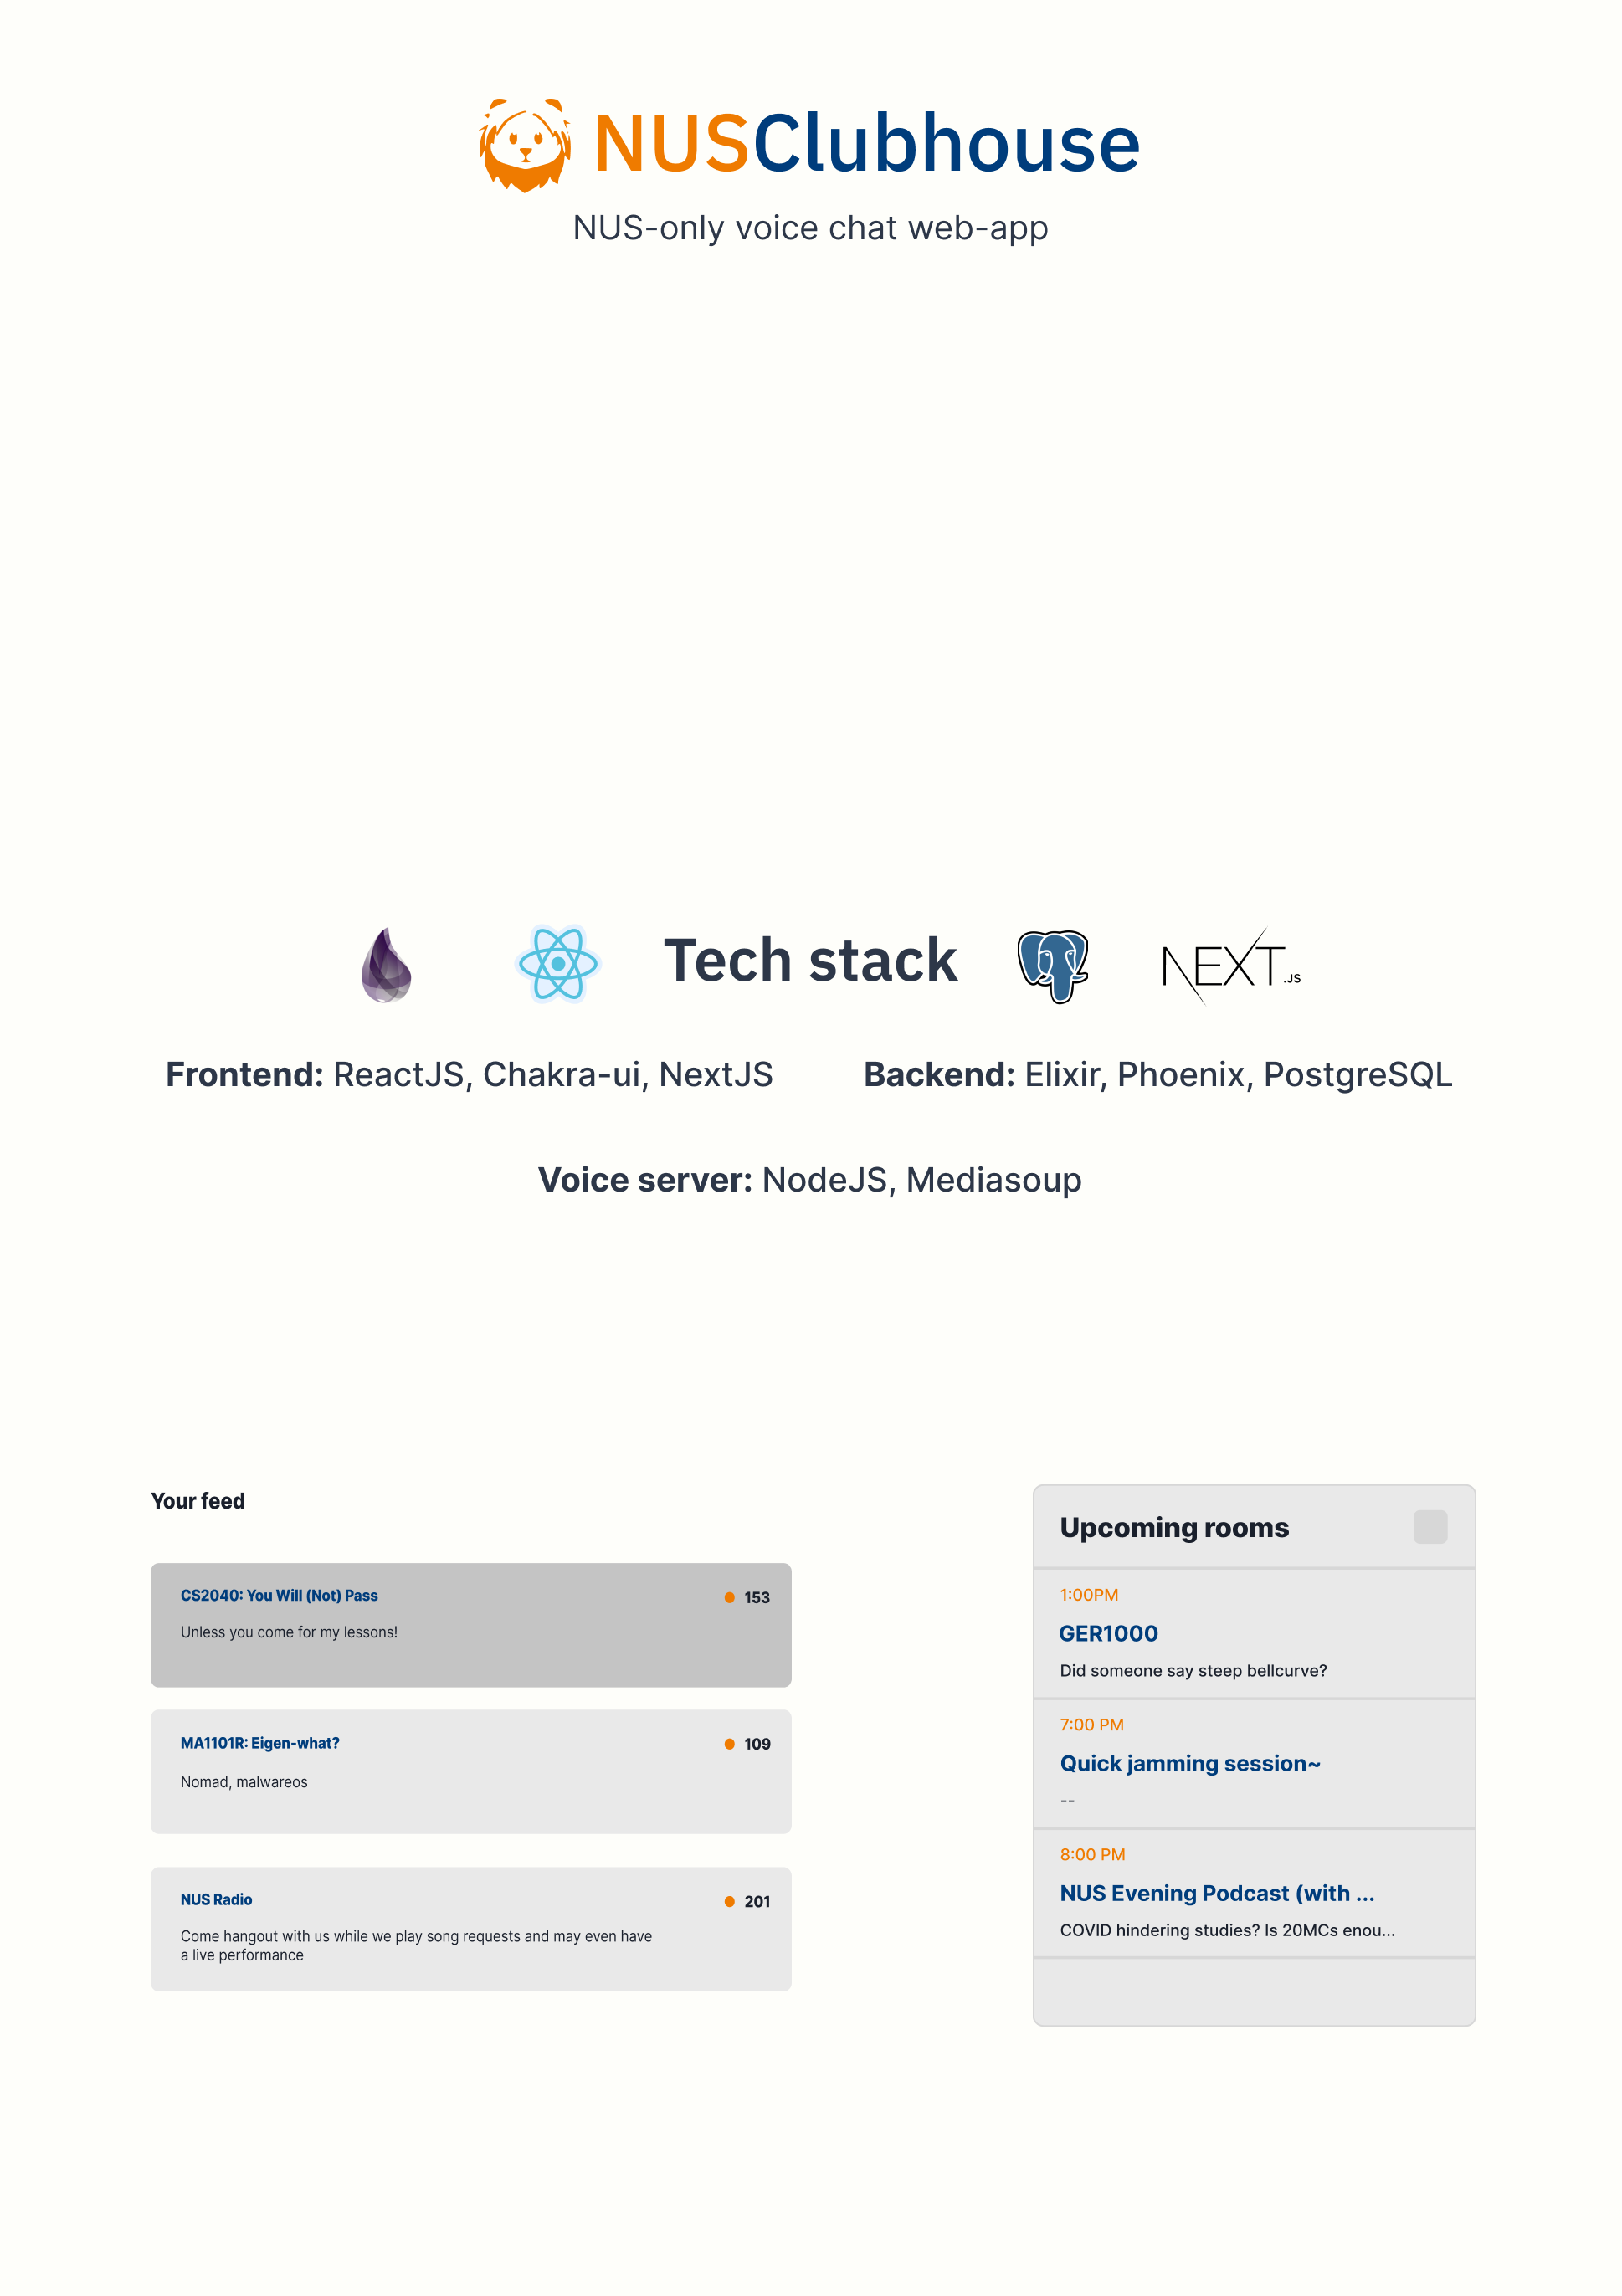 NUSClubhouse
NUS-only voice chat web-app
Tech stack
NEXT.JS
Frontend: ReactJS, Chakra-ui, NextJS
Backend: Elixir, Phoenix, PostgreSQL
Voice server: NodeJS, Mediasoup
Your feed
CS2040: You Will (Not) Pass
153
Unless you come for my lessons!
MA1101R: Eigen-what?
109
Nomad, malwareos
NUS Radio
201
Come hangout with us while we play song requests and may even have
a live performance
Upcoming rooms
1:00PM
GER1000
Did someone say steep bellcurve?
7:00 PM
Quick jamming session~
--
8:00 PM
NUS Evening Podcast (with ...
COVID hindering studies? Is 20MCs enou...